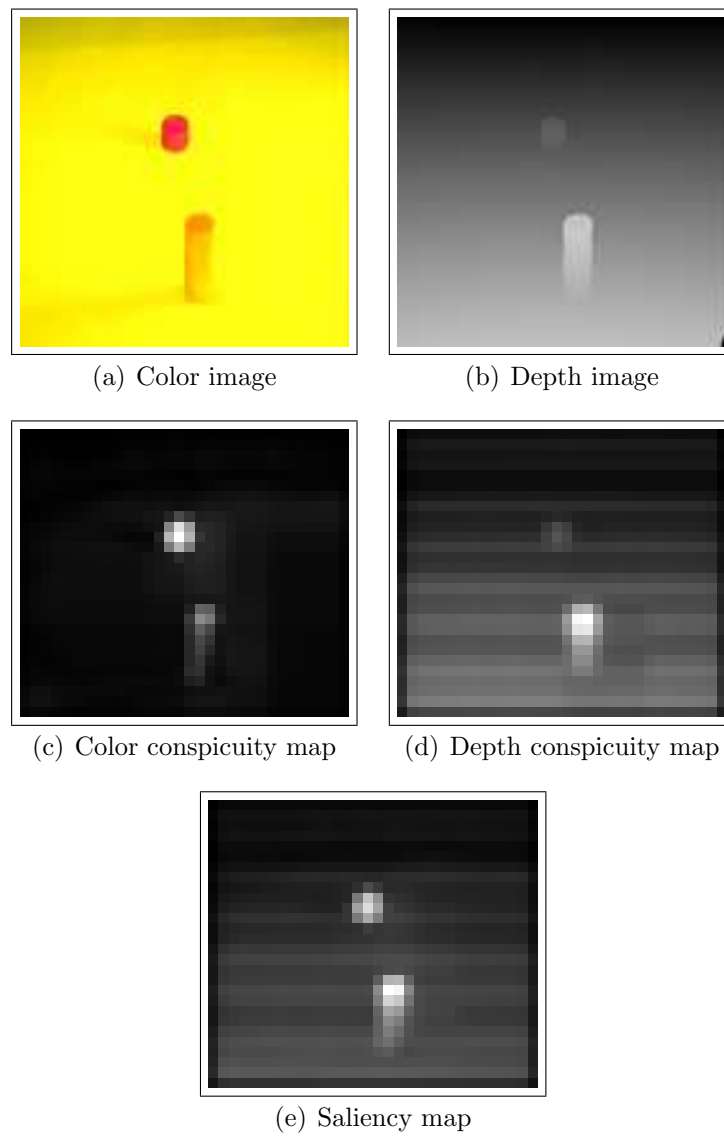 (a) Color image
(b) Depth image
(c) Color conspicuity map
(d) Depth conspicuity map
(e) Saliency map